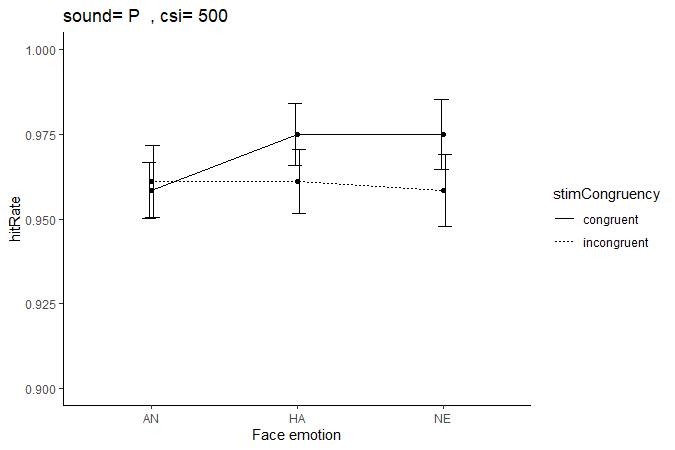 sound= P  , csi= 500
1.000
0.975
0.950
0.925
0.900
hitRate
AN
HA
NE
Face emotion
stimCongruency
congruent
incongruent